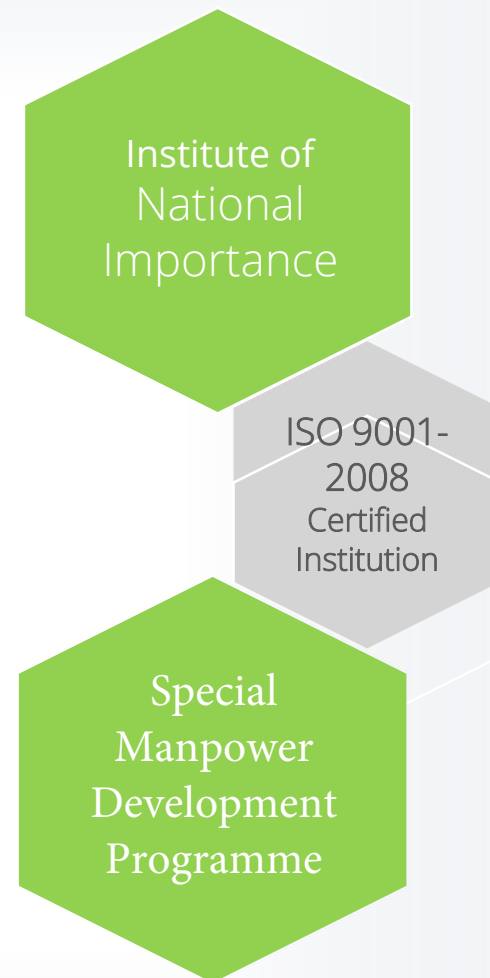 Institute of
National
Importance
ISO 9001-
2008
Certified
Institution
Special
Manpower
Development
Programme